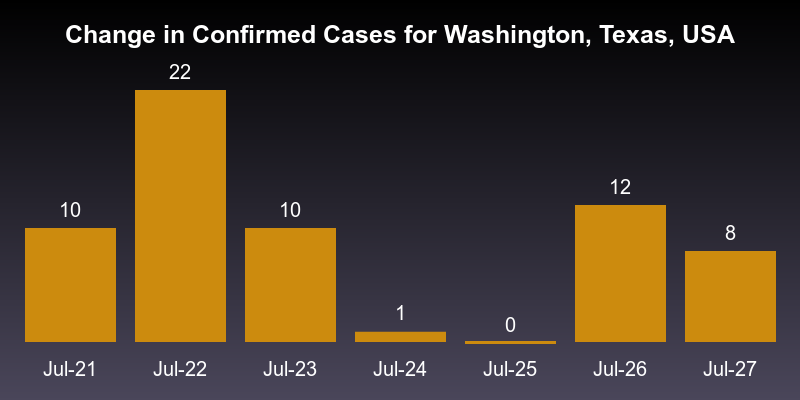 Change in Confirmed Cases for Washington, Texas, USA
10
22
10
1
0
12
8
Jul-21
Jul-22
Jul-23
Jul-24
Jul-25
Jul-26
Jul-27